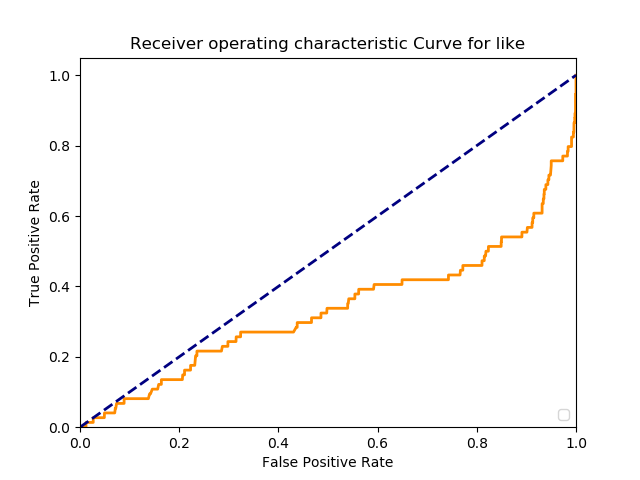 Receiver operating characteristic Curve for like
1.0
0.8
0.6
0.4
0.2
0.0
True Positive Rate
0.0 0.2 0.4 0.6 0.8 1.0
False Positive Rate